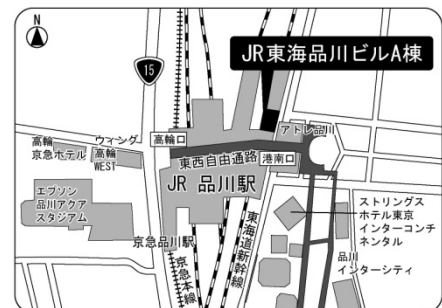 N
JR東海品川ビルA棟
15
アトレ品川
高輪
京急ホテル
ウィング
高輪
WEST
高輪口
東西自由通路
港南口
JR 品川駅
エプソン
品川アクア
スタジアム
ストリングス
ホテル東京
インターコンチ
ネンタル
京急品川駅
京急本線
東海道新幹線
品川
インターシティ